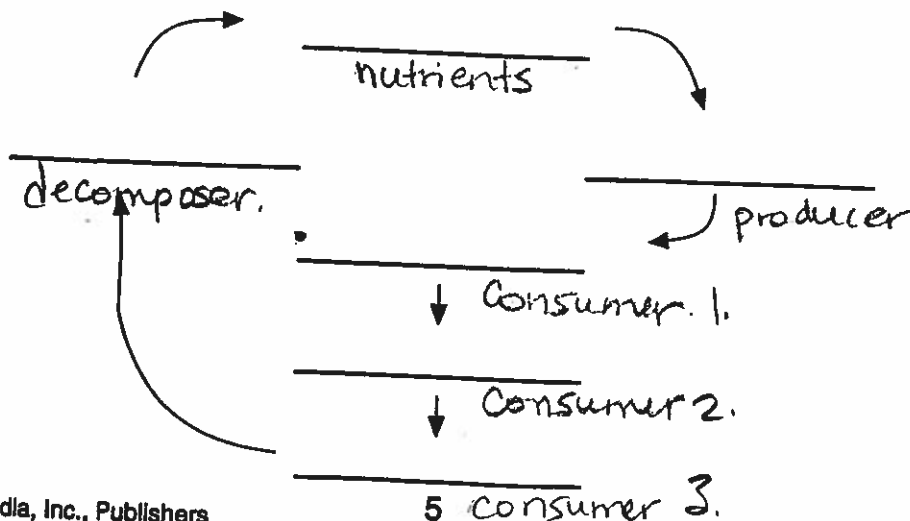 nutrients
decomposer.
producer
Consumer. 1.
Consumer 2.
5 consumer 3.
dia, Inc., Publishers